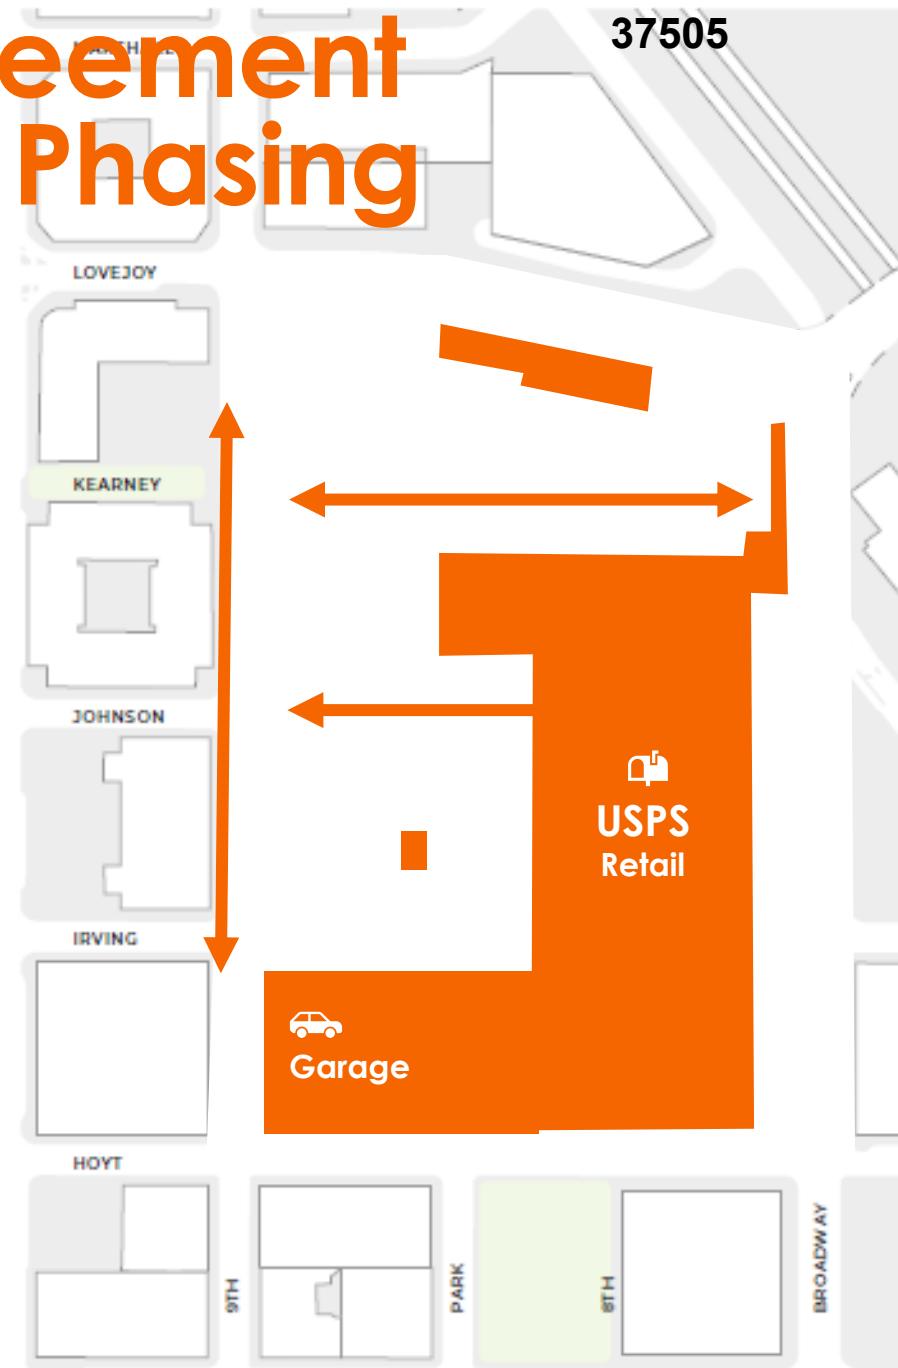 eement
37505
Phasing
LOVEJOY
KEARNEY
JOHNSON
USPS
Retail
IRVING
Garage
HOYT
9TH
PARK
8TH
BROADWAY